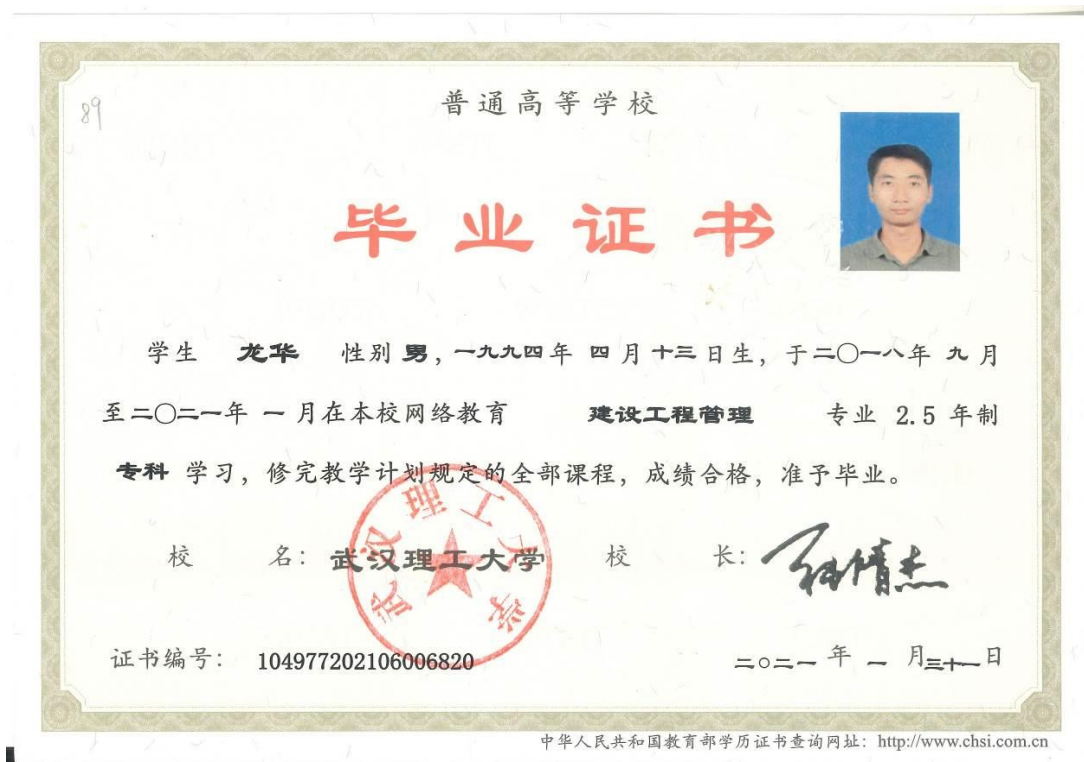 89
普通高等学校
毕业证书
学生 龙华 性别 男，一九九四年 四月十三日生，于二〇一八年 九月
至二〇二一年 一月在本校网络教育 建设工程管理 专业 2.5 年制
专科 学习，修完教学计划规定的全部课程，成绩合格，准予毕业。
校 名：武汉理工大学 校 长：
武汉理工大学
证书编号： 104977202106006820 二〇二一 年 一 月三十一日
中华人民共和国教育部学历证书查询网址：http://www.chsi.com.cn